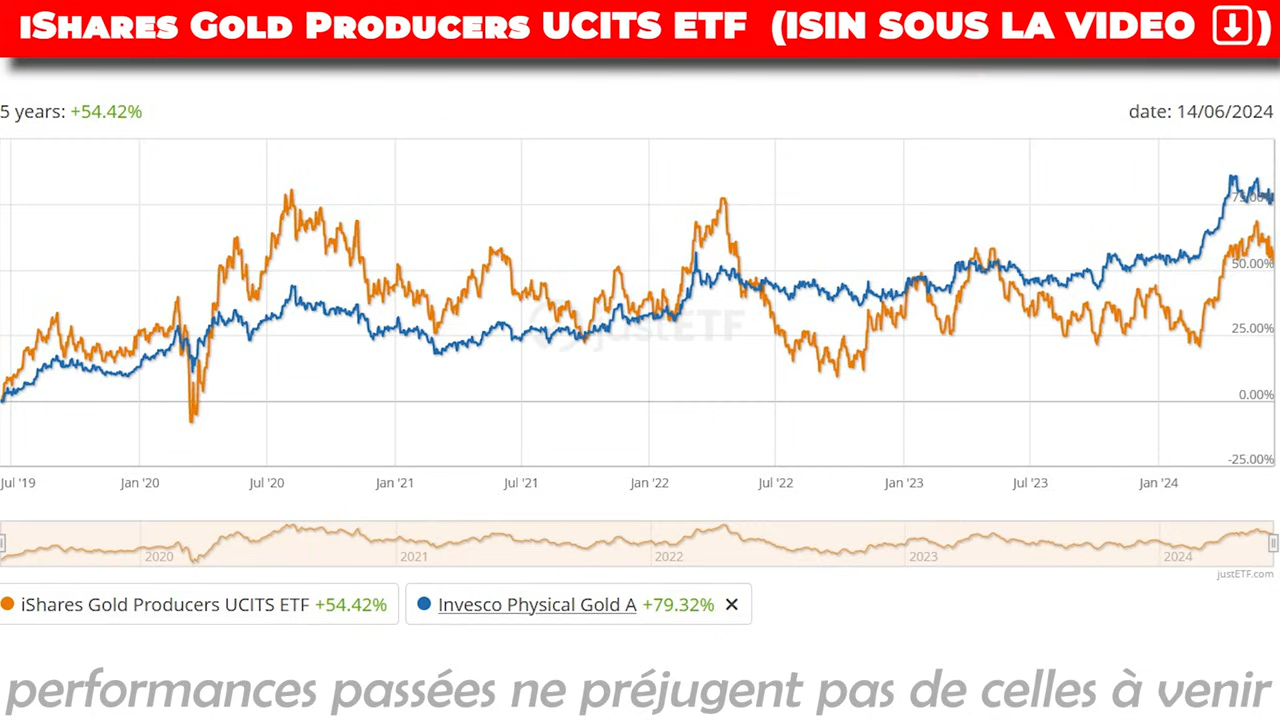 iShares Gold Producers UCITS ETF (ISIN SOUS LA VIDEO ⬇)
5 years: +54.42%
date: 14/06/2024
75.00%
50.00%
25.00%
0.00%
-25.00%
justETF
Jul '19 Jan '20 Jul '20 Jan '21 Jul '21 Jan '22 Jul '22 Jan '23 Jul '23 Jan '24
2020 2021 2022 2023 2024
justETF.com
iShares Gold Producers UCITS ETF +54.42%
Invesco Physical Gold A +79.32% ✕
performances passées ne préjugent pas de celles à venir